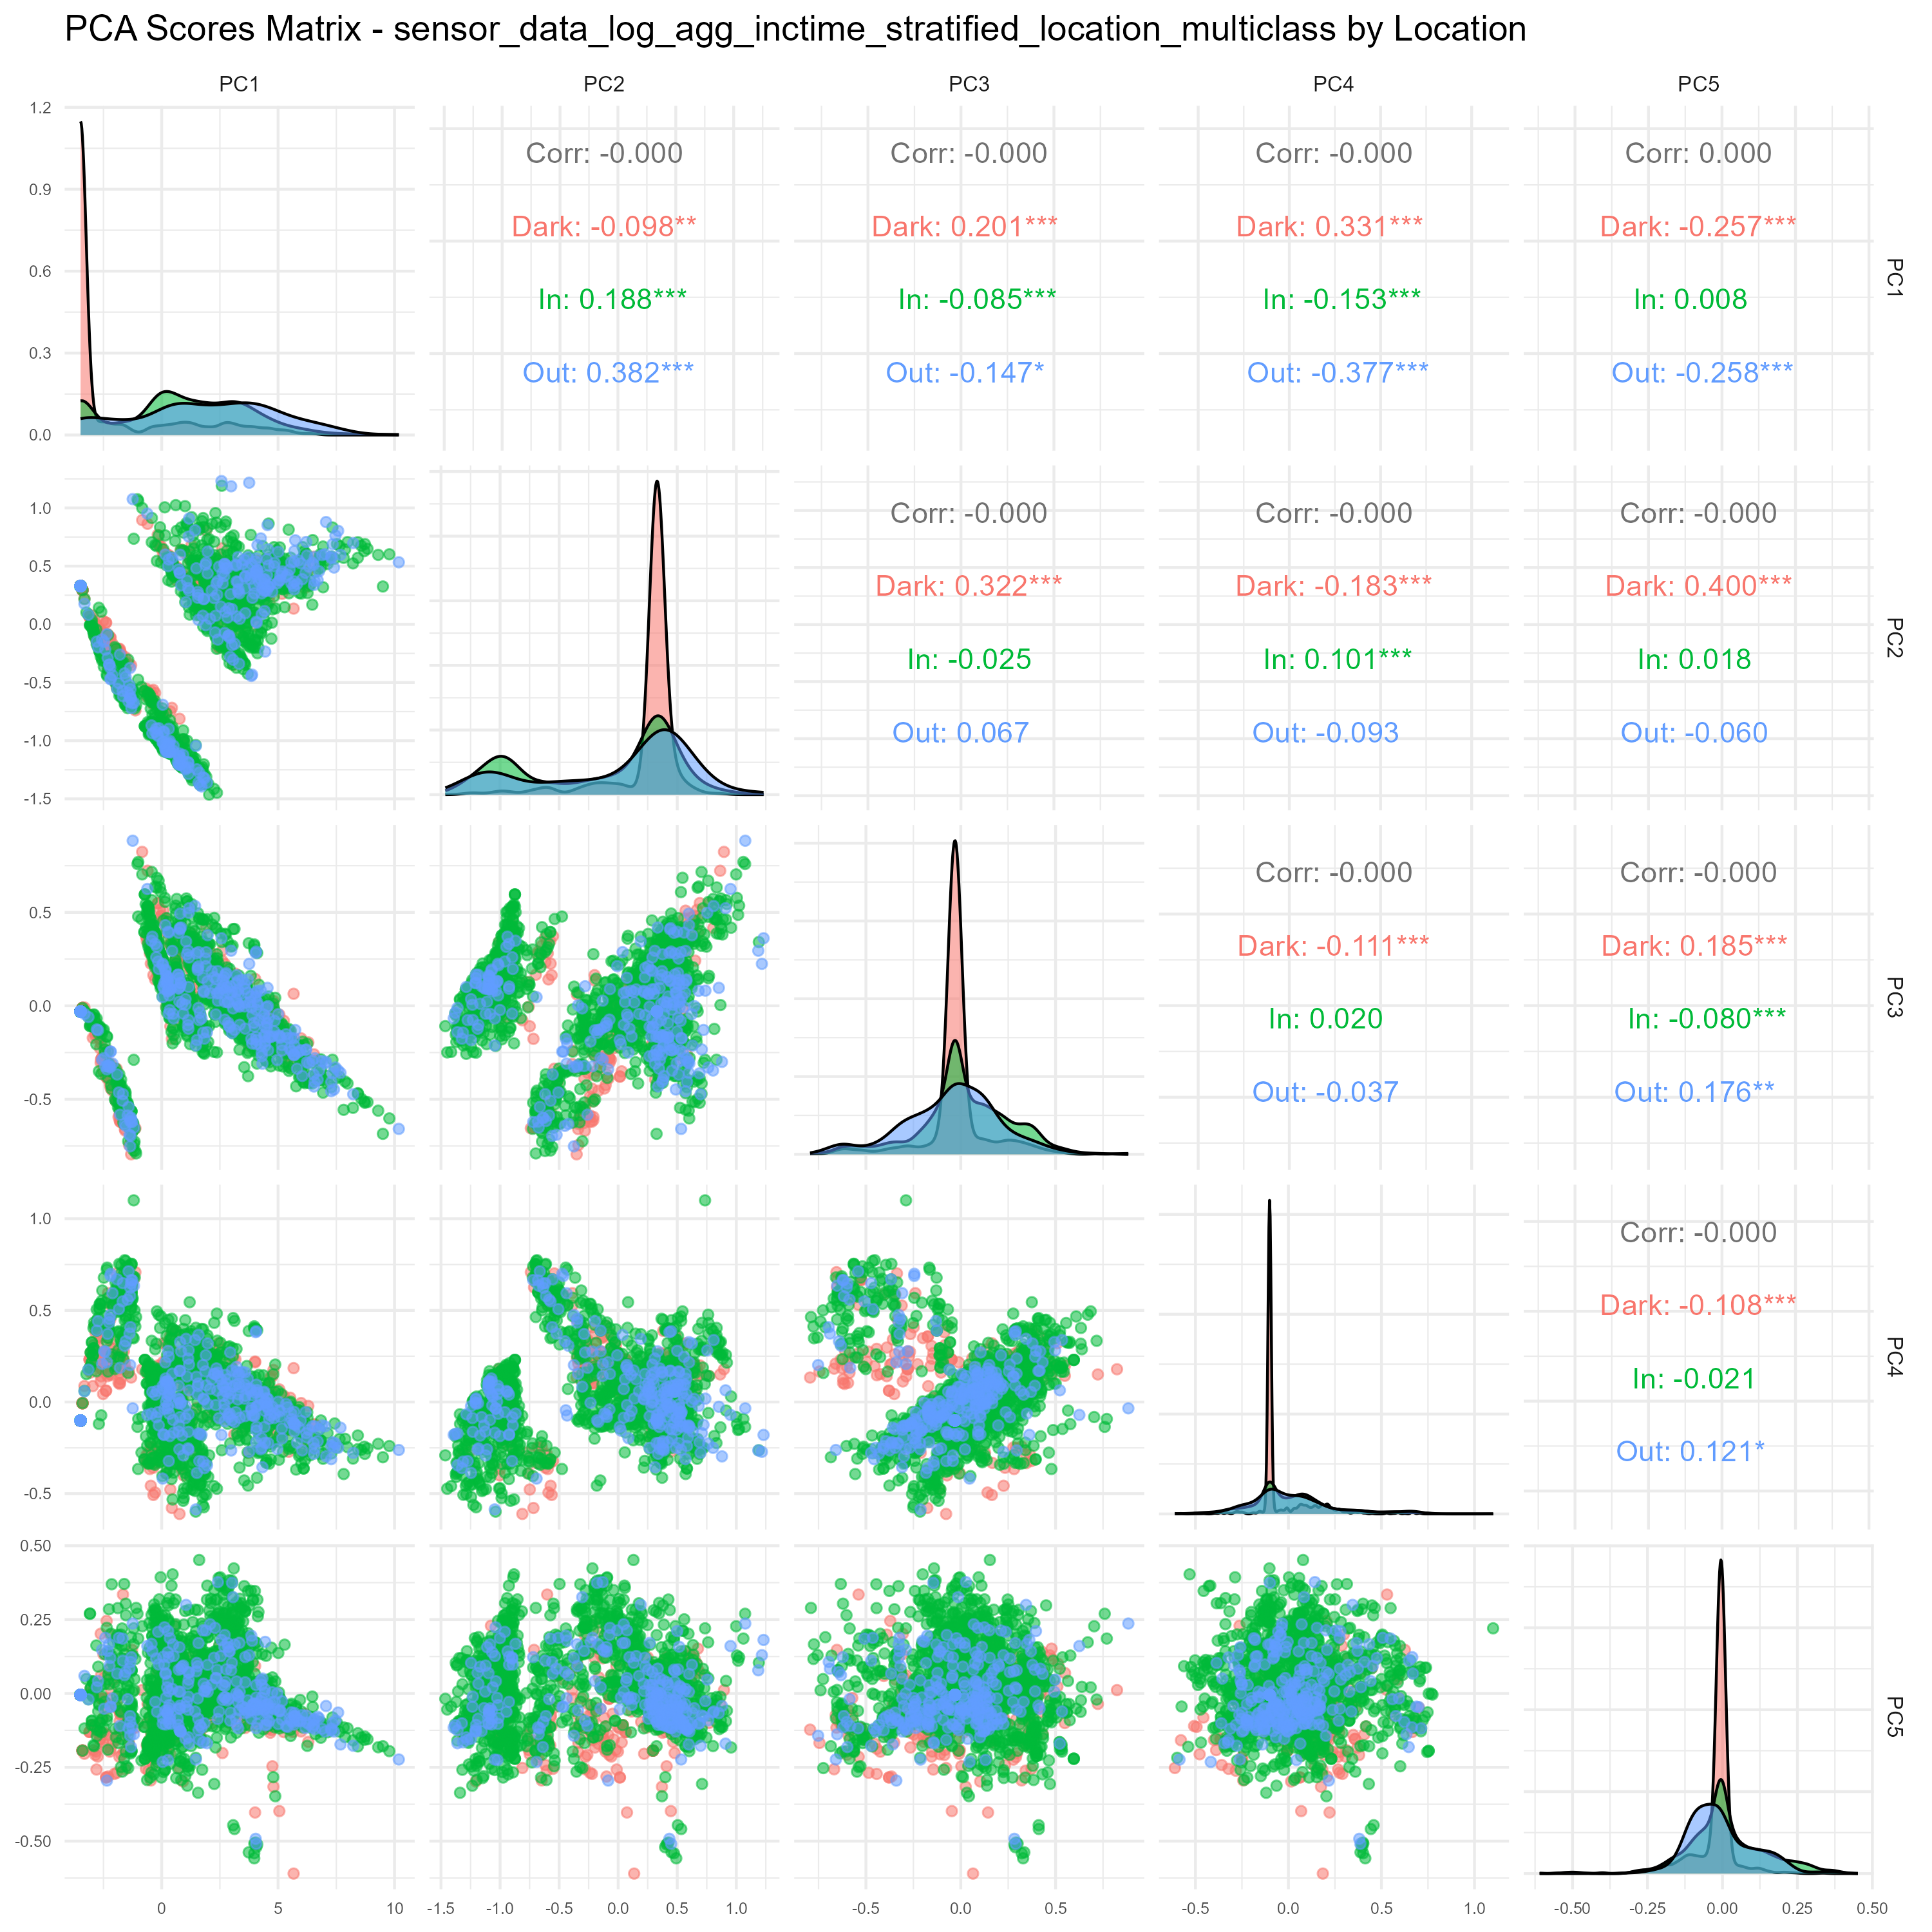 PCA Scores Matrix - sensor_data_log_agg_inctime_stratified_location_multiclass by Location
PC1 PC2 PC3 PC4 PC5
1.2
0.9
0.6
0.3
0.0
Corr: -0.000
Dark: -0.098**
In: 0.188***
Out: 0.382***
Corr: -0.000
Dark: 0.201***
In: -0.085***
Out: -0.147*
Corr: -0.000
Dark: 0.331***
In: -0.153***
Out: -0.377***
Corr: 0.000
Dark: -0.257***
In: 0.008
Out: -0.258***
PC1
1.0
0.5
0.0
-0.5
-1.0
-1.5
Corr: -0.000
Dark: 0.322***
In: -0.025
Out: 0.067
Corr: -0.000
Dark: -0.183***
In: 0.101***
Out: -0.093
Corr: -0.000
Dark: 0.400***
In: 0.018
Out: -0.060
PC2
0.5
0.0
-0.5
Corr: -0.000
Dark: -0.111***
In: 0.020
Out: -0.037
Corr: -0.000
Dark: 0.185***
In: -0.080***
Out: 0.176**
PC3
1.0
0.5
0.0
-0.5
Corr: -0.000
Dark: -0.108***
In: -0.021
Out: 0.121*
PC4
0.50
0.25
0.00
-0.25
-0.50
PC5
0 5 10
-1.5 -1.0 -0.5 0.0 0.5 1.0
-0.5 0.0 0.5
-0.5 0.0 0.5 1.0
-0.50 -0.25 0.00 0.25 0.50